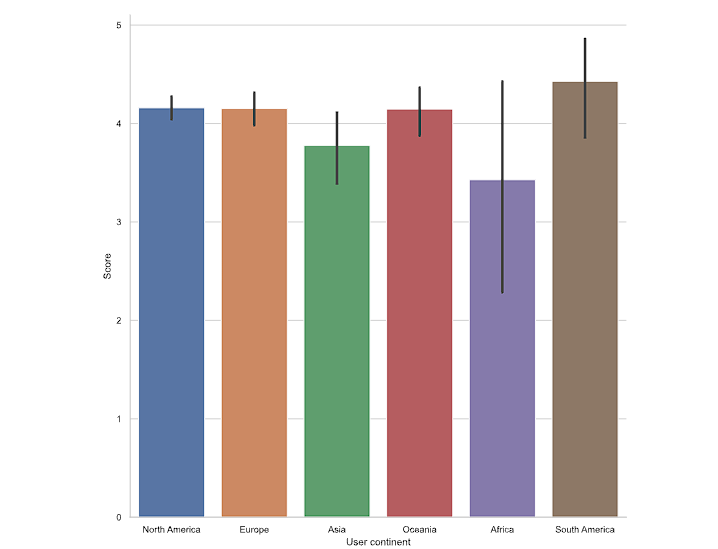 5
4
3
2
1
0
Score
North America
Europe
Asia
Oceania
Africa
South America
User continent